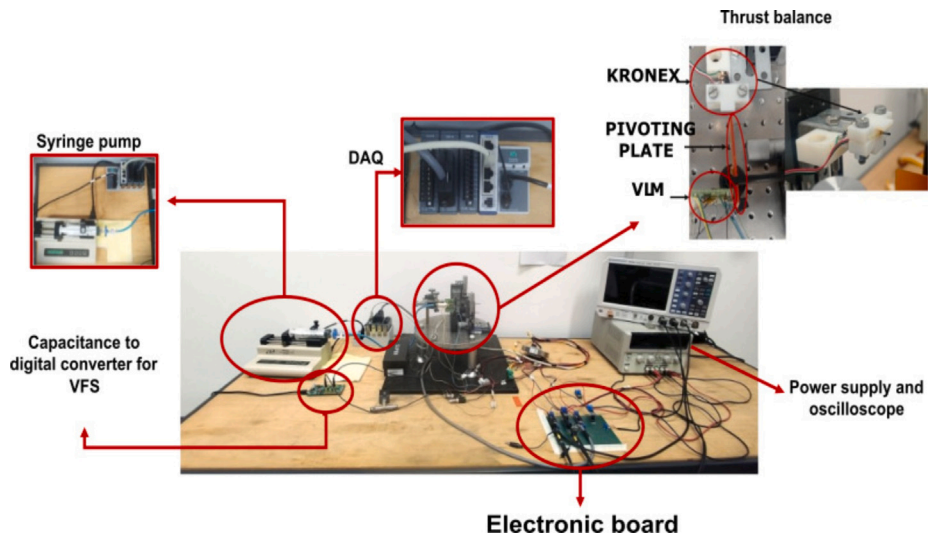 Thrust balance
KRONEX
PIVOTING
PLATE
VLM
Syringe pump
DAQ
Capacitance to
digital converter for
VFS
Power supply and
oscilloscope
Electronic board